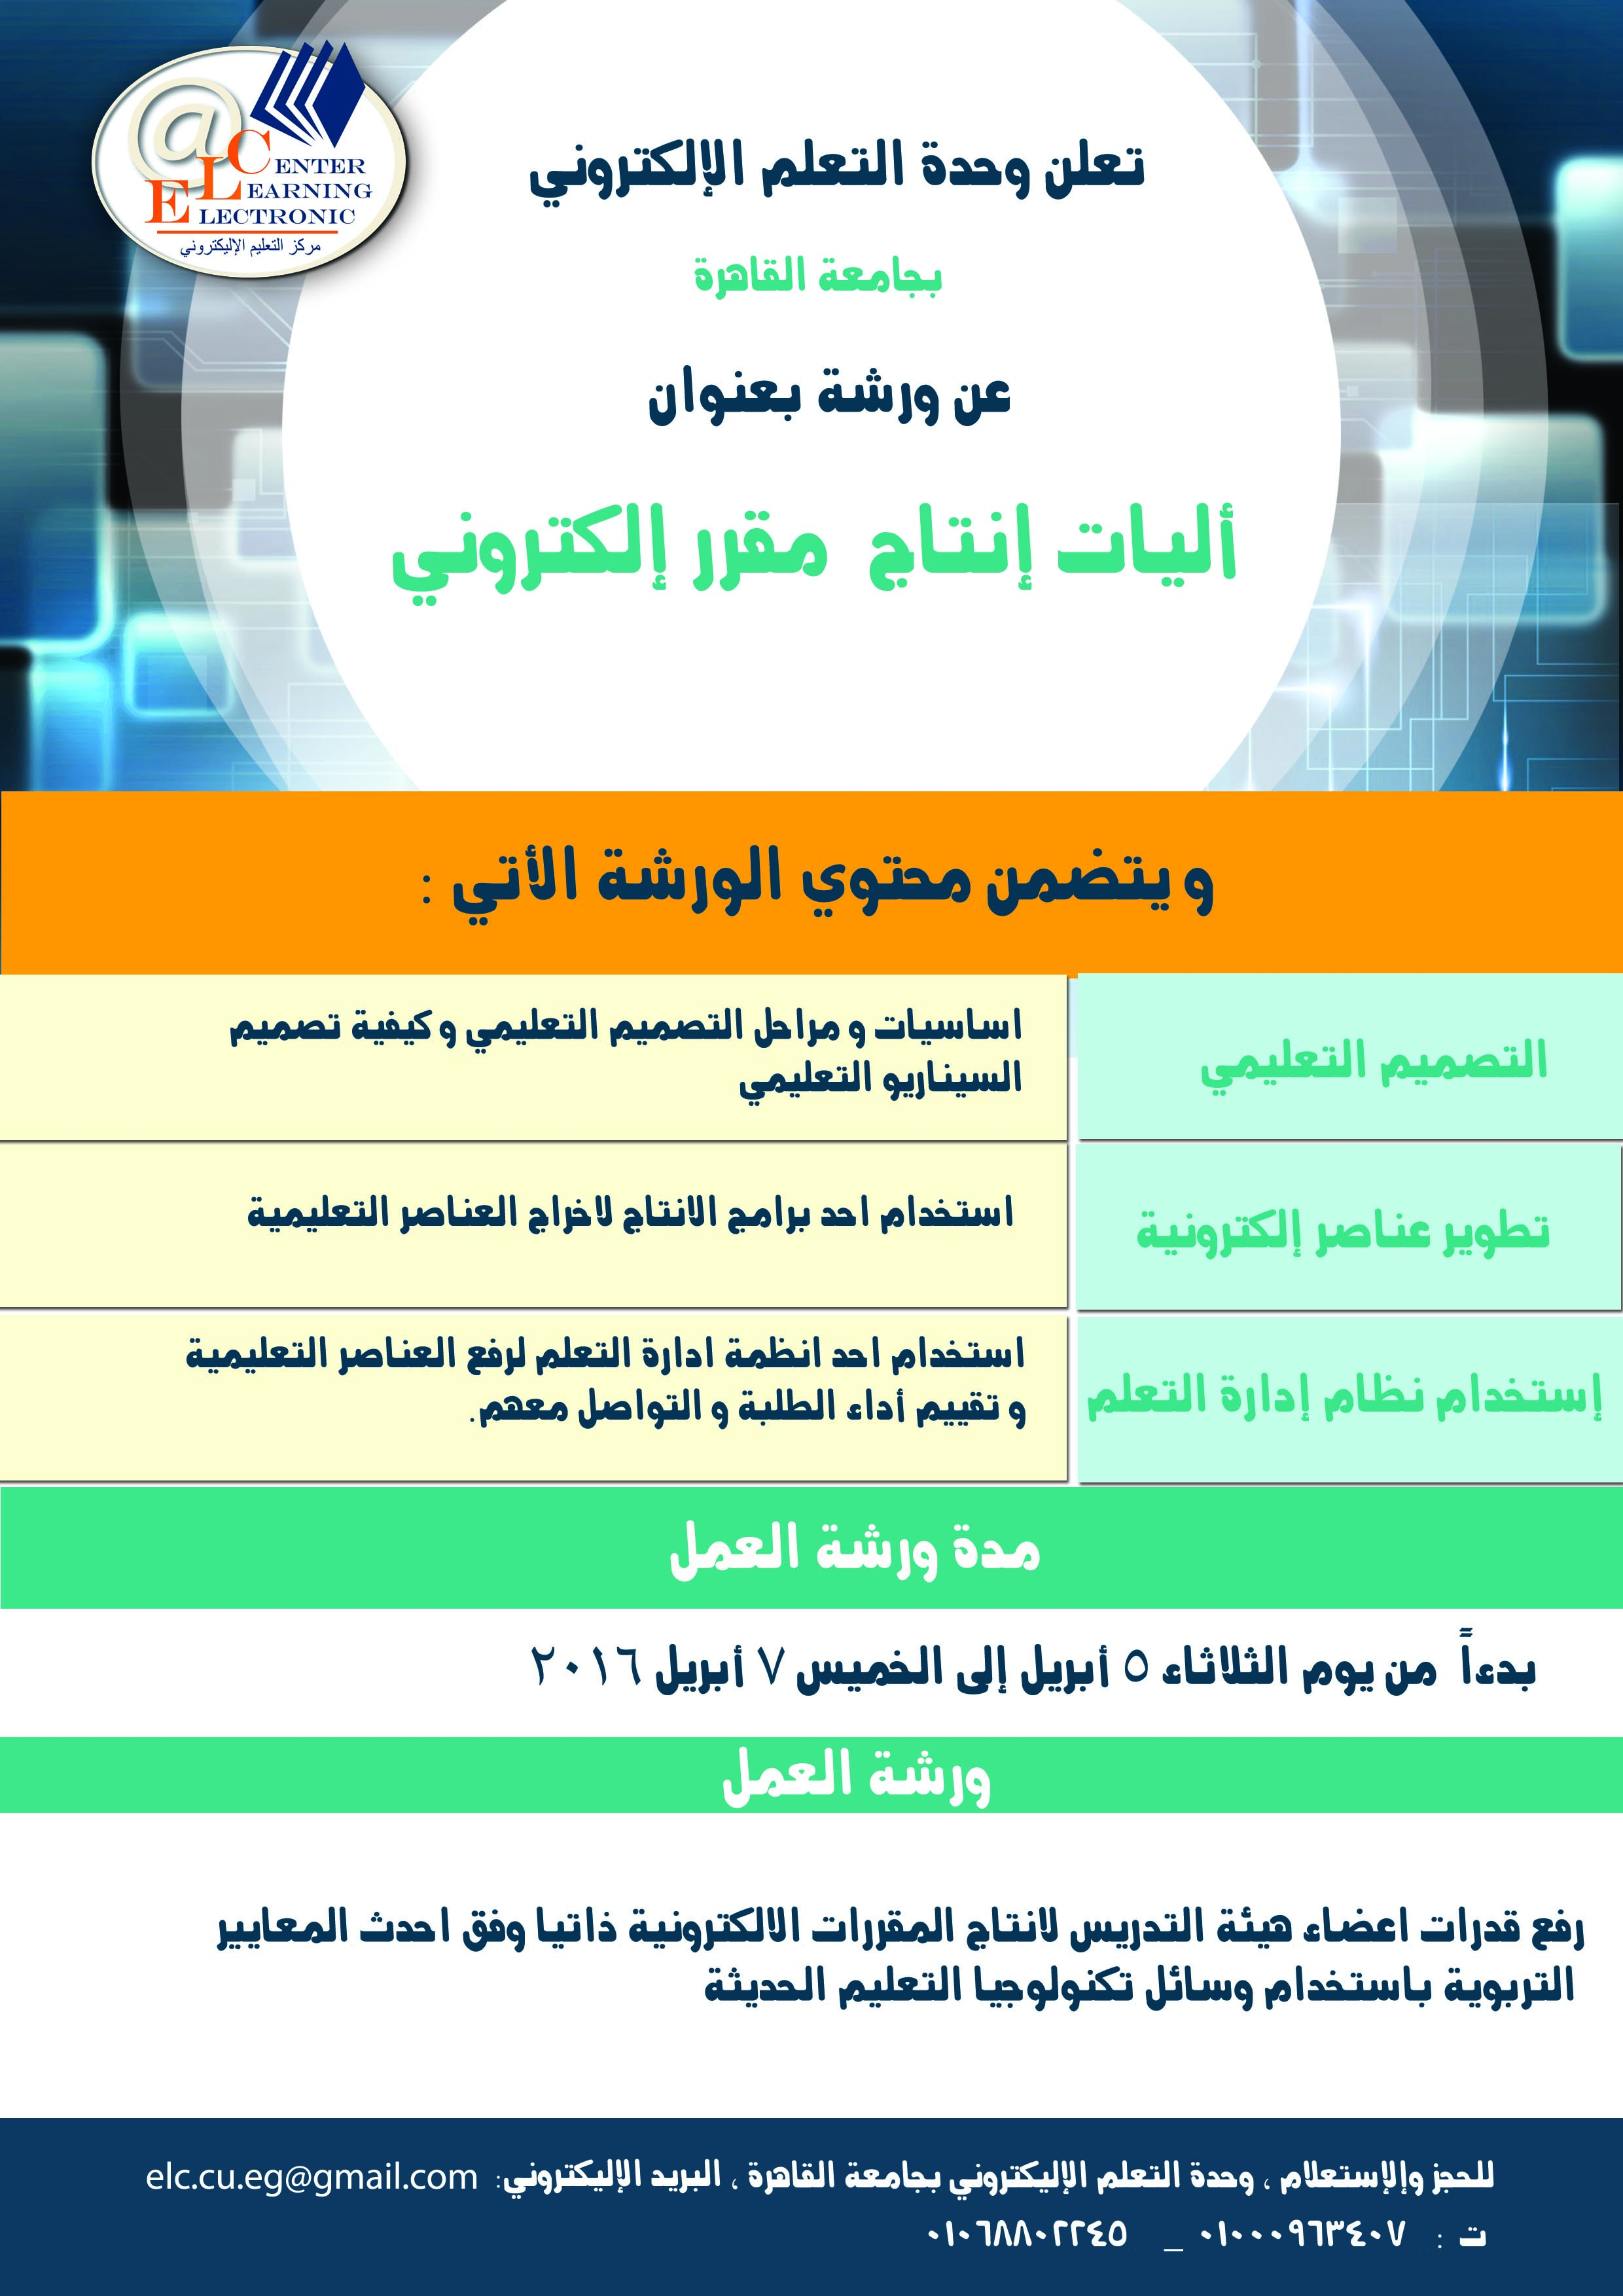 CENTER
LEARNING
ELECTRONIC
مركز التعليم الإليكتروني
تعلن وحدة التعلم الإلكتروني
بجامعة القاهرة
عن ورشة بعنوان
أليات إنتاج مقرر إلكتروني
و يتضمن محتوي الورشة الأتي :
التصميم التعليمي
اساسيات و مراحل التصميم التعليمي و كيفية تصميم
السيناريو التعليمي
تطوير عناصر إلكترونية
استخدام احد برامج الانتاج لاخراج العناصر التعليمية
إستخدام نظام إدارة التعلم
استخدام احد انظمة ادارة التعلم لرفع العناصر التعليمية
و تقييم أداء الطلبة و التواصل معهم.
مدة ورشة العمل
بدءاً من يوم الثلاثاء ٥ أبريل إلى الخميس ٧ أبريل ٢٠١٦
ورشة العمل
رفع قدرات اعضاء هيئة التدريس لانتاج المقررات الالكترونية ذاتيا وفق احدث المعايير
التربوية باستخدام وسائل تكنولوجيا التعليم الحديثة
للحجز والإستعلام ، وحدة التعلم الإليكتروني بجامعة القاهرة ، البريد الإليكتروني: elc.cu.eg@gmail.com
ت : ٠١٠٠٠٩٦٣٤٠٧ _ ٠١٠٦٨٨٠٢٢٤٥